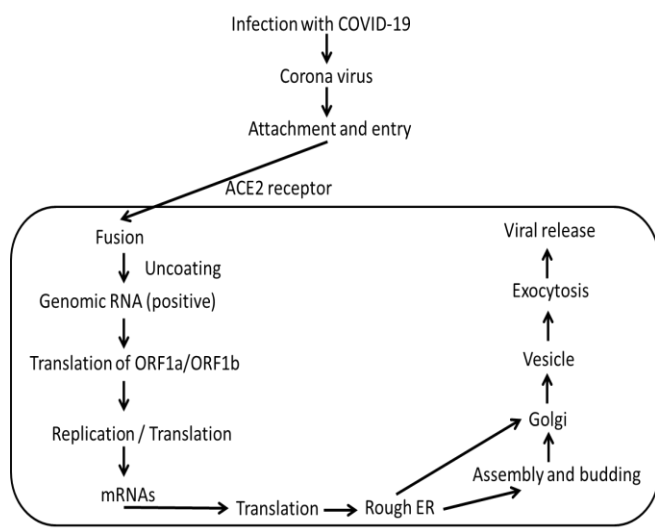 Infection with COVID-19
Corona virus
Attachment and entry
ACE2 receptor
Fusion
Uncoating
Genomic RNA (positive)
Translation of ORF1a/ORF1b
Replication / Translation
mRNAs
Translation
Rough ER
Assembly and budding
Golgi
Vesicle
Exocytosis
Viral release